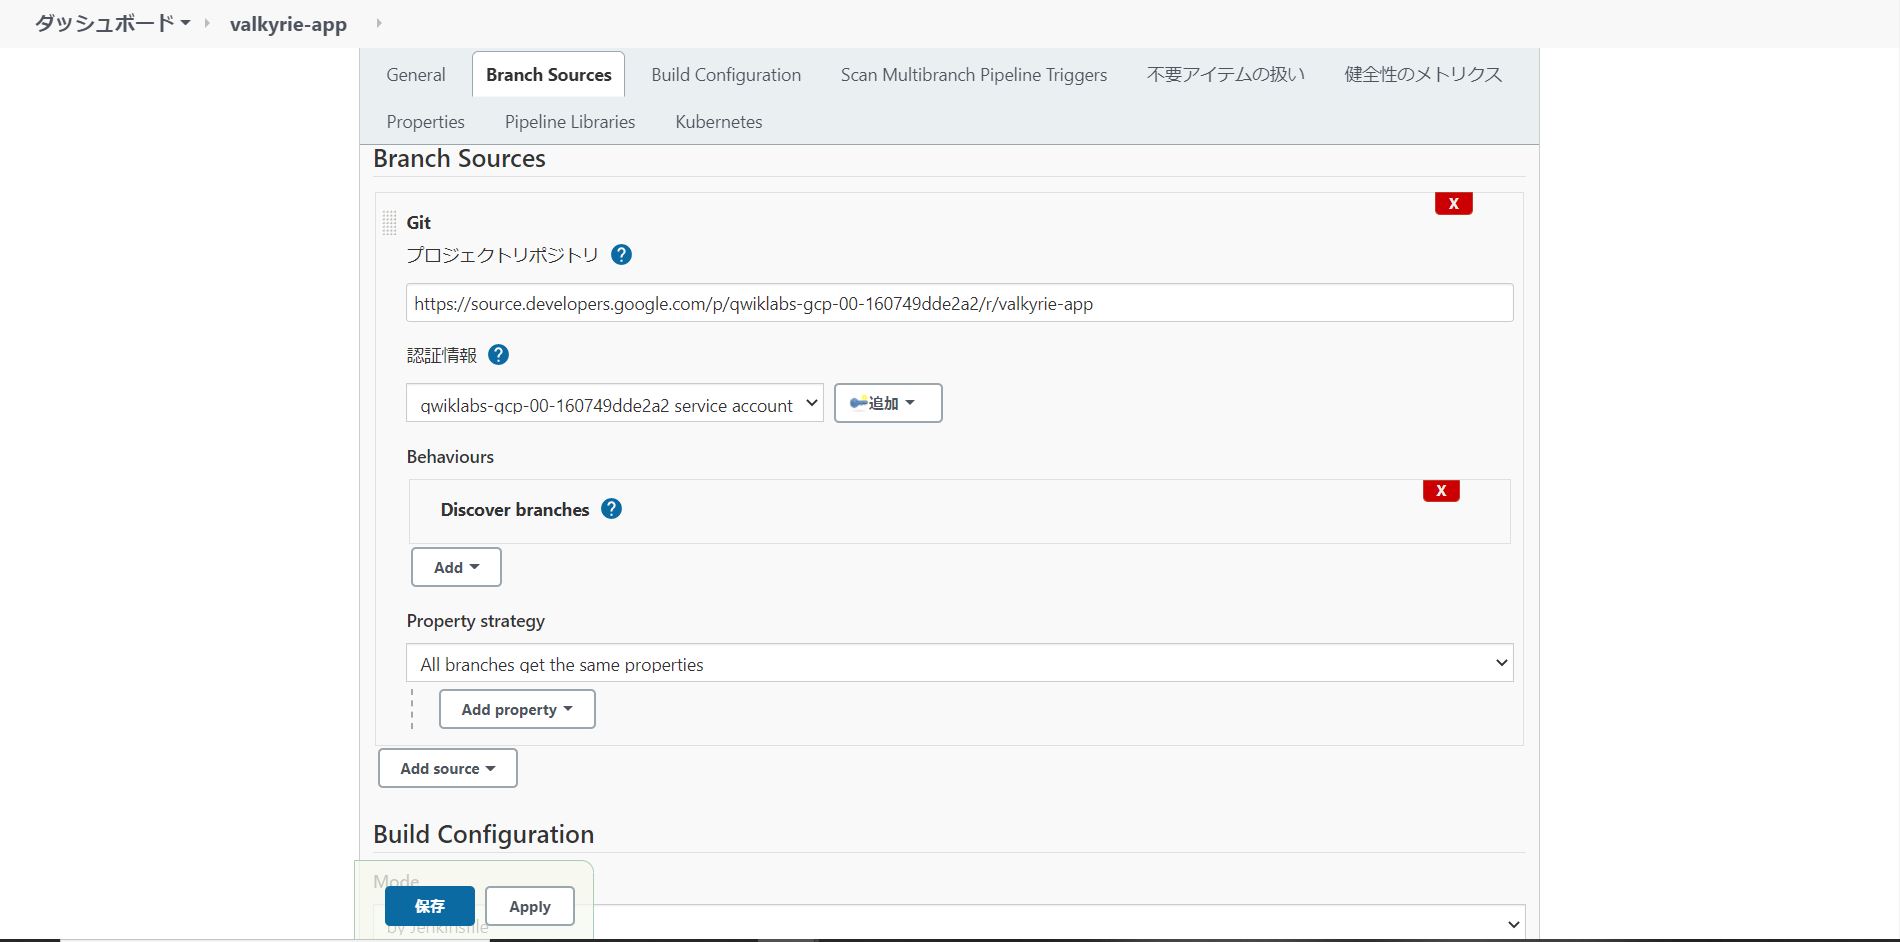 ダッシュボード valkyrie-app
General Branch Sources Build Configuration Scan Multibranch Pipeline Triggers 不要アイテムの扱い 健全性のメトリクス
Properties Pipeline Libraries Kubernetes
Branch Sources
X
Git
プロジェクトリポジトリ ?
https://source.developers.google.com/p/qwiklabs-gcp-00-160749dde2a2/r/valkyrie-app
認証情報 ?
qwiklabs-gcp-00-160749dde2a2 service account 追加
Behaviours
X
Discover branches ?
Add
Property strategy
All branches get the same properties
Add property
Add source
Build Configuration
Mode
保存 Apply
by Jenkinsfile